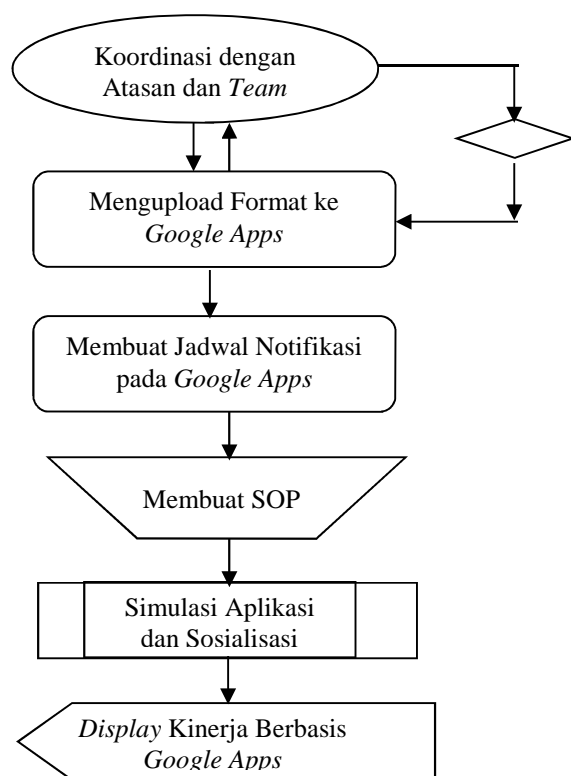 Koordinasi dengan
Atasan dan Team
Mengupload Format ke
Google Apps
Membuat Jadwal Notifikasi
pada Google Apps
Membuat SOP
Simulasi Aplikasi
dan Sosialisasi
Display Kinerja Berbasis
Google Apps